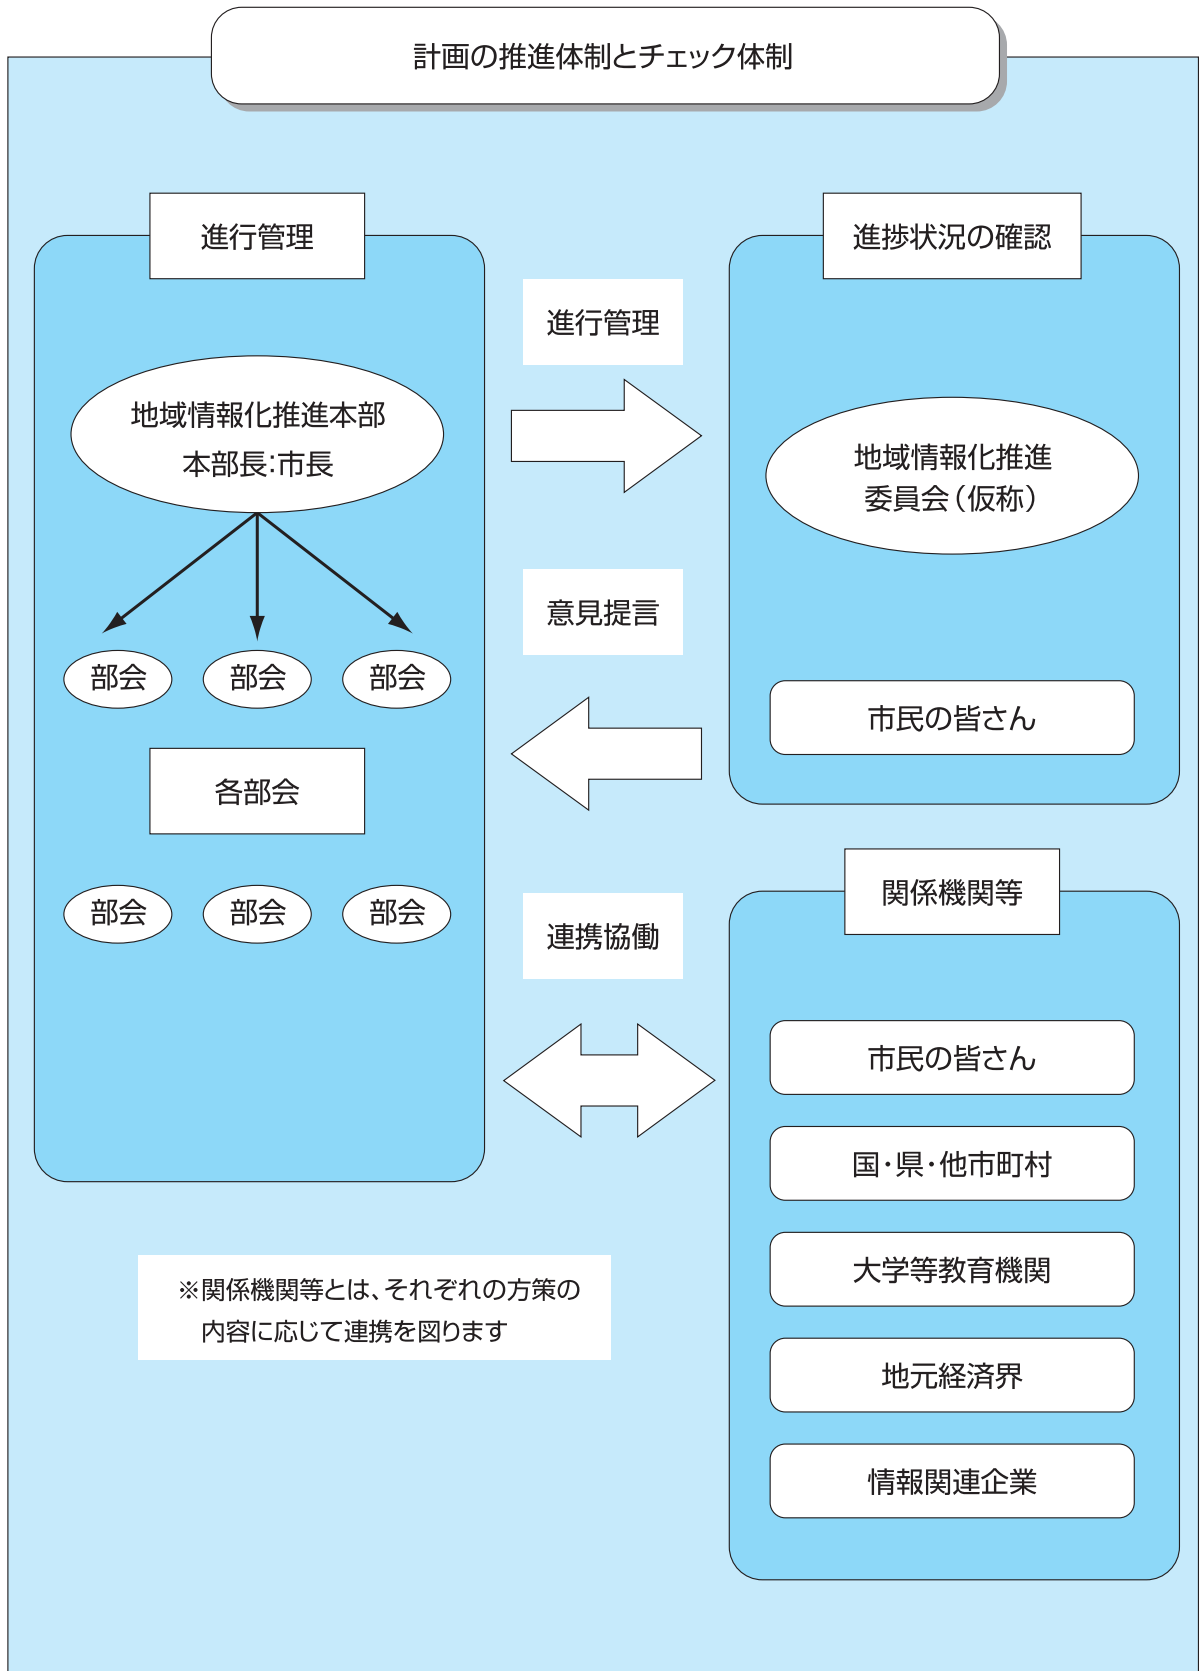 計画の推進体制とチェック体制
進行管理
地域情報化推進本部
本部長:市長
部会
部会
部会
各部会
部会
部会
部会
進行管理
意見提言
連携協働
進捗状況の確認
地域情報化推進
委員会(仮称)
市民の皆さん
関係機関等
市民の皆さん
国・県・他市町村
大学等教育機関
地元経済界
情報関連企業
※関係機関等とは、それぞれの方策の
内容に応じて連携を図ります